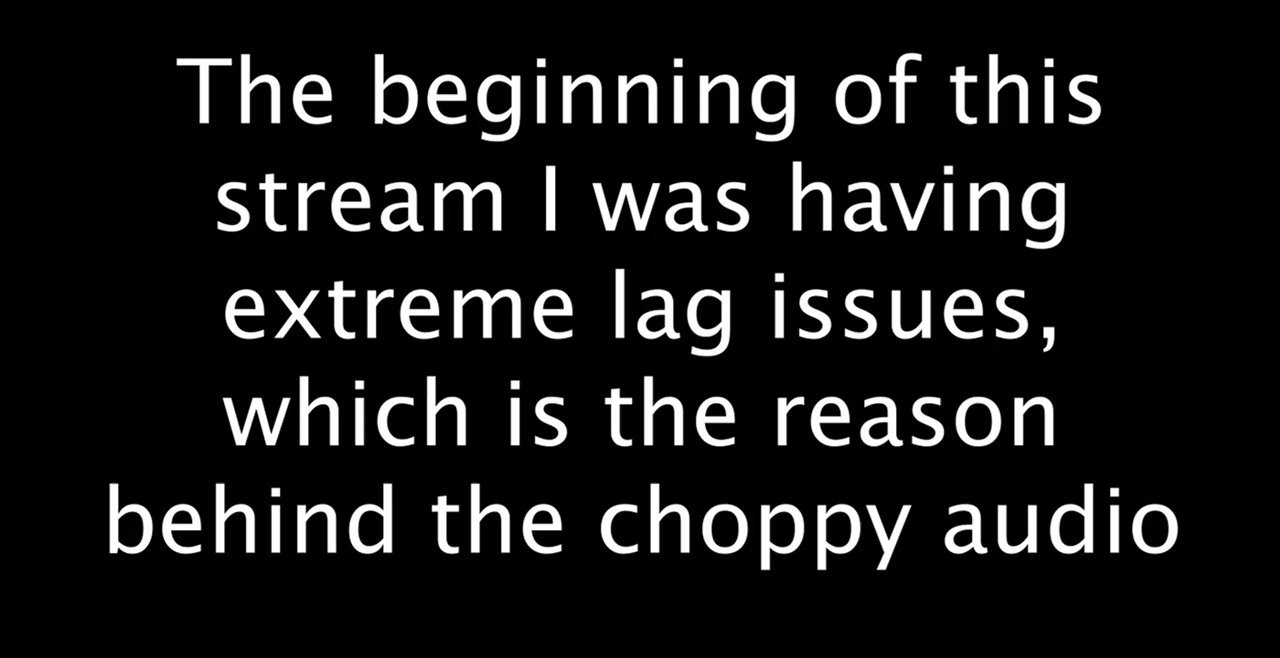 The beginning of this
stream I was having
extreme lag issues,
which is the reason
behind the choppy audio